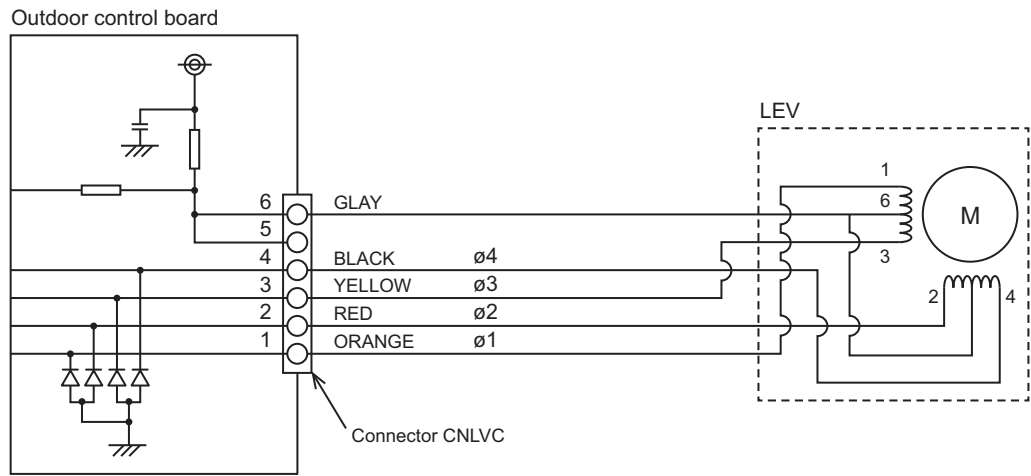 Outdoor control board
LEV
1
6
3
M
2
4
6 GLAY
5
4 BLACK ø4
3 YELLOW ø3
2 RED ø2
1 ORANGE ø1
Connector CNLVC